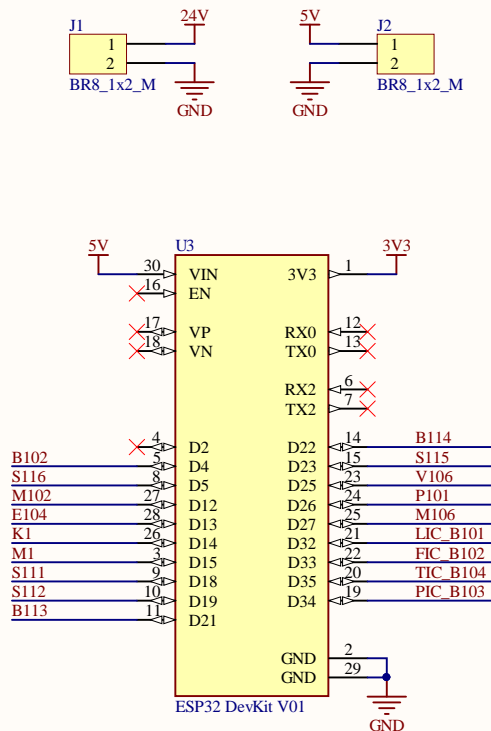 J1 24V 5V J2
1 1
2 2
BR8_1x2_M GND GND BR8_1x2_M
5V U3 3V3
30 VIN 3V3 1
16 EN
17 VP RX0 12
18 VN TX0 13
RX2 6
TX2 7
4 D2 D22 14 B114
B102 5 D4 D23 15 S115
S116 8 D5 D25 23 V106
M102 27 D12 D26 24 P101
E104 28 D13 D27 25 M106
K1 26 D14 D32 21 LIC_B101
M1 3 D15 D33 22 FIC_B102
S111 9 D18 D35 20 TIC_B104
S112 10 D19 D34 19 PIC_B103
B113 11 D21
GND 2
GND 29
ESP32 DevKit V01 GND